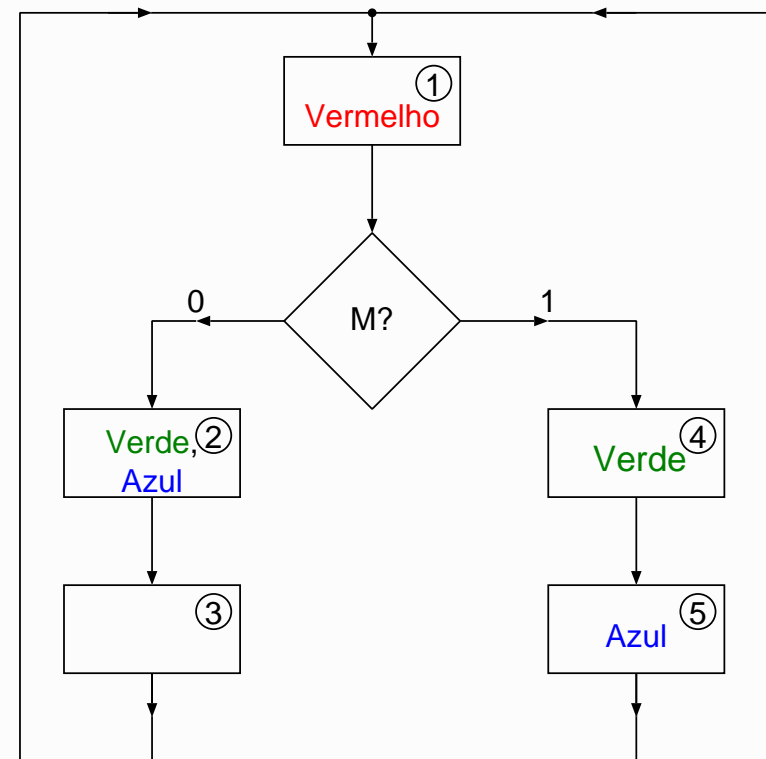 ①
Vermelho
M?
0
1
Verde, ②
Azul
④
Verde
③
⑤
Azul